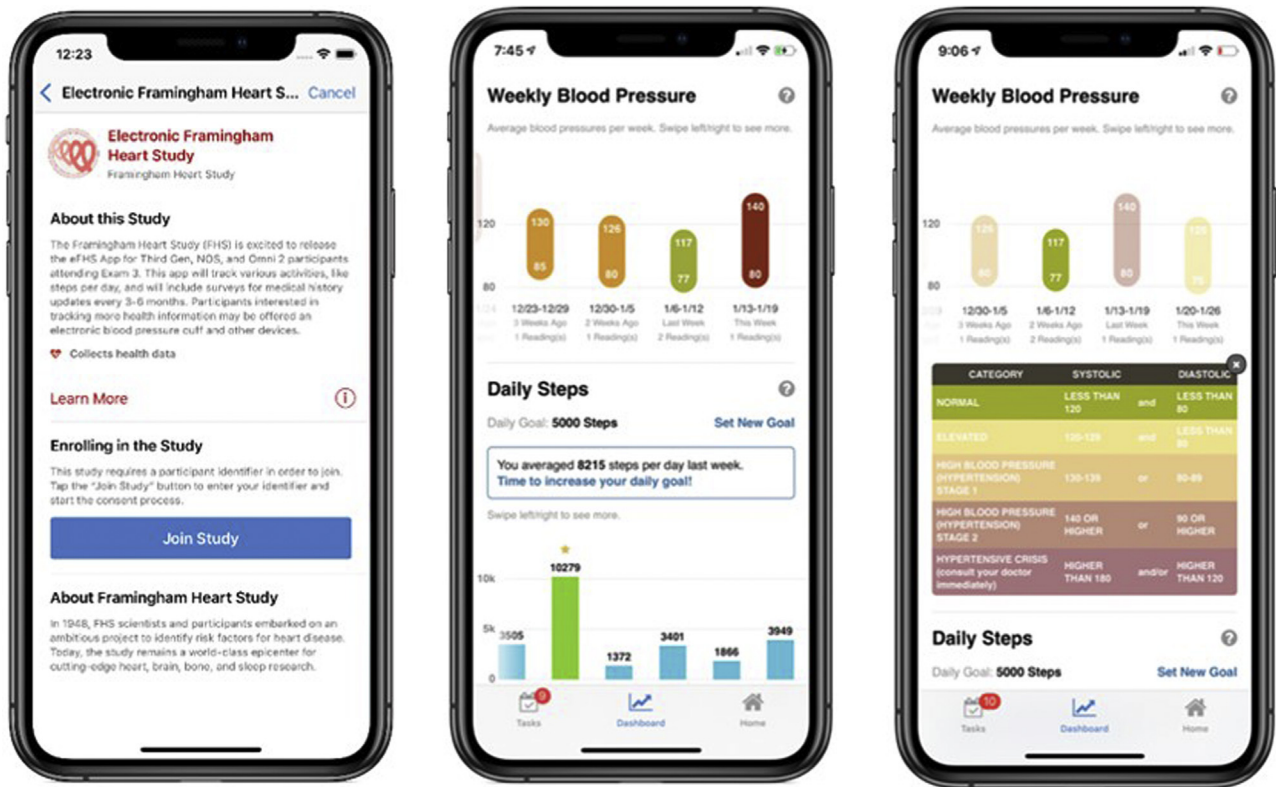 12:23
Electronic Framingham Heart S... Cancel
Electronic Framingham
Heart Study
Framingham Heart Study
About this Study
The Framingham Heart Study (FHS) is excited to release
the eFHS App for Third Gen, NOS, and Omni 2 participants
attending Exam 3. This app will track various activities, like
steps per day, and will include surveys for medical history
updates every 3-6 months. Participants interested in
tracking more health information may be offered an
electronic blood pressure cuff and other devices.
Collects health data
Learn More
Enrolling in the Study
This study requires a participant identifier in order to join.
Tap the "Join Study" button to enter your identifier and
start the consent process.
Join Study
About Framingham Heart Study
In 1948, FHS scientists and participants embarked on an
ambitious project to identify risk factors for heart disease.
Today, the study remains a world-class epicenter for
cutting-edge heart, brain, bone, and sleep research.
7:45
Weekly Blood Pressure ?
Average blood pressures per week. Swipe left/right to see more.
140
130 126 117
120
85 80 77 80
80
12/23-12/29 12/30-1/5 1/6-1/12 1/13-1/19
3 Weeks Ago 2 Weeks Ago Last Week This Week
1 Reading(s) 1 Reading(s) 2 Reading(s) 1 Reading(s)
Daily Steps ?
Daily Goal: 5000 Steps Set New Goal
You averaged 8215 steps per day last week.
Time to increase your daily goal!
Swipe left/right to see more.
10279
10k
5k
3505 1372 3401 1866 3949
0
9
Tasks Dashboard Home
9:06
Weekly Blood Pressure ?
Average blood pressures per week. Swipe left/right to see more.
140
120 126 117
80 77 80 75
80
12/30-1/5 1/6-1/12 1/13-1/19 1/20-1/26
3 Weeks Ago 2 Weeks Ago Last Week This Week
1 Reading(s) 2 Reading(s) 1 Reading(s) 1 Reading(s)
CATEGORY SYSTOLIC DIASTOLIC
NORMAL LESS THAN 120 and LESS THAN 80
ELEVATED 120-129 and LESS THAN 80
HIGH BLOOD PRESSURE
(HYPERTENSION)
STAGE 1 130-139 or 80-89
HIGH BLOOD PRESSURE
(HYPERTENSION)
STAGE 2 140 OR HIGHER or 90 OR HIGHER
HYPERTENSIVE CRISIS
(consult your doctor
immediately) HIGHER THAN 180 and/or HIGHER THAN 120
Daily Steps ?
Daily Goal: 5000 Steps Set New Goal
10
Tasks Dashboard Home